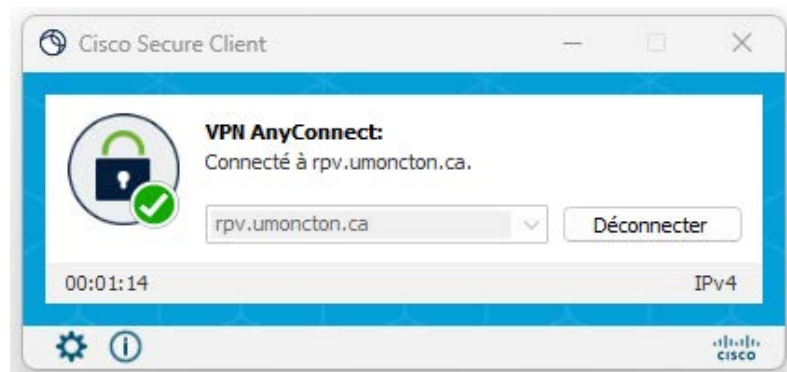 Cisco Secure Client
VPN AnyConnect:
Connecté à rpv.umoncton.ca.
rpv.umoncton.ca
Déconnecter
00:01:14
IPv4
cisco